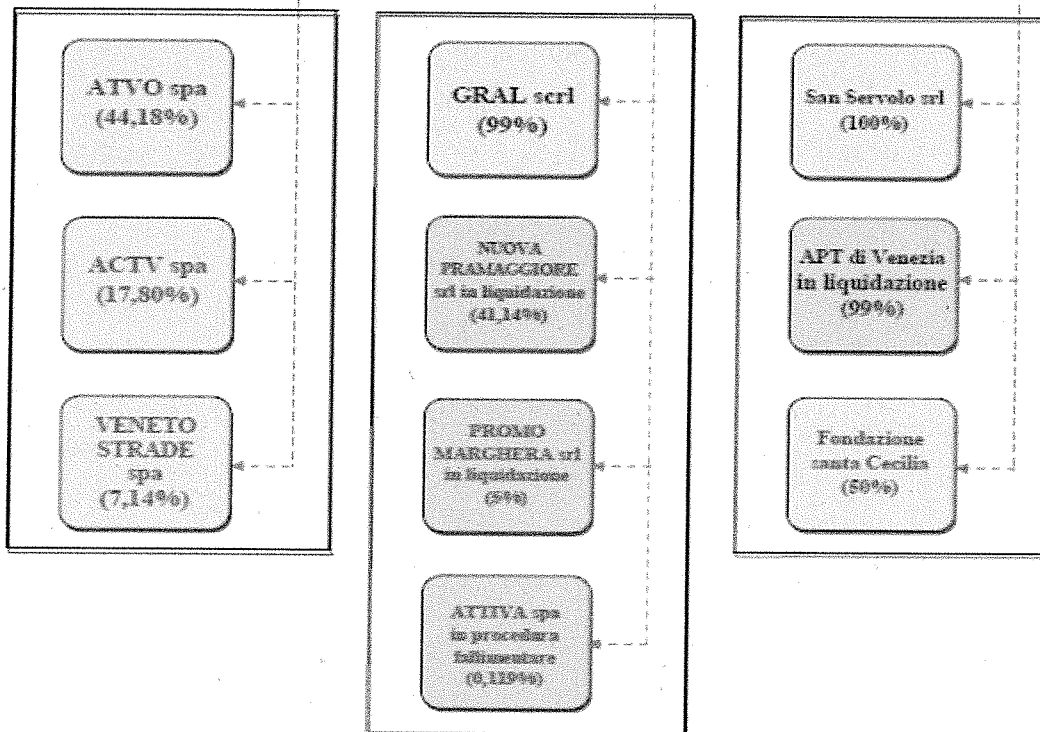 ATVO spa
(44,18%)
ACTV spa
(17,80%)
VENETO
STRADE
spa
(7,14%)
GRAL scrl
(99%)
NUOVA
PRAMAGGIORE
srl in liquidazione
(41,14%)
PROMO
MARGHERA srl
in liquidazione
(5%)
ATTIVA spa
in procedura
fallimentare
(0,119%)
San Servolo srl
(100%)
APT di Venezia
in liquidazione
(99%)
Fondazione
santa Cecilia
(50%)